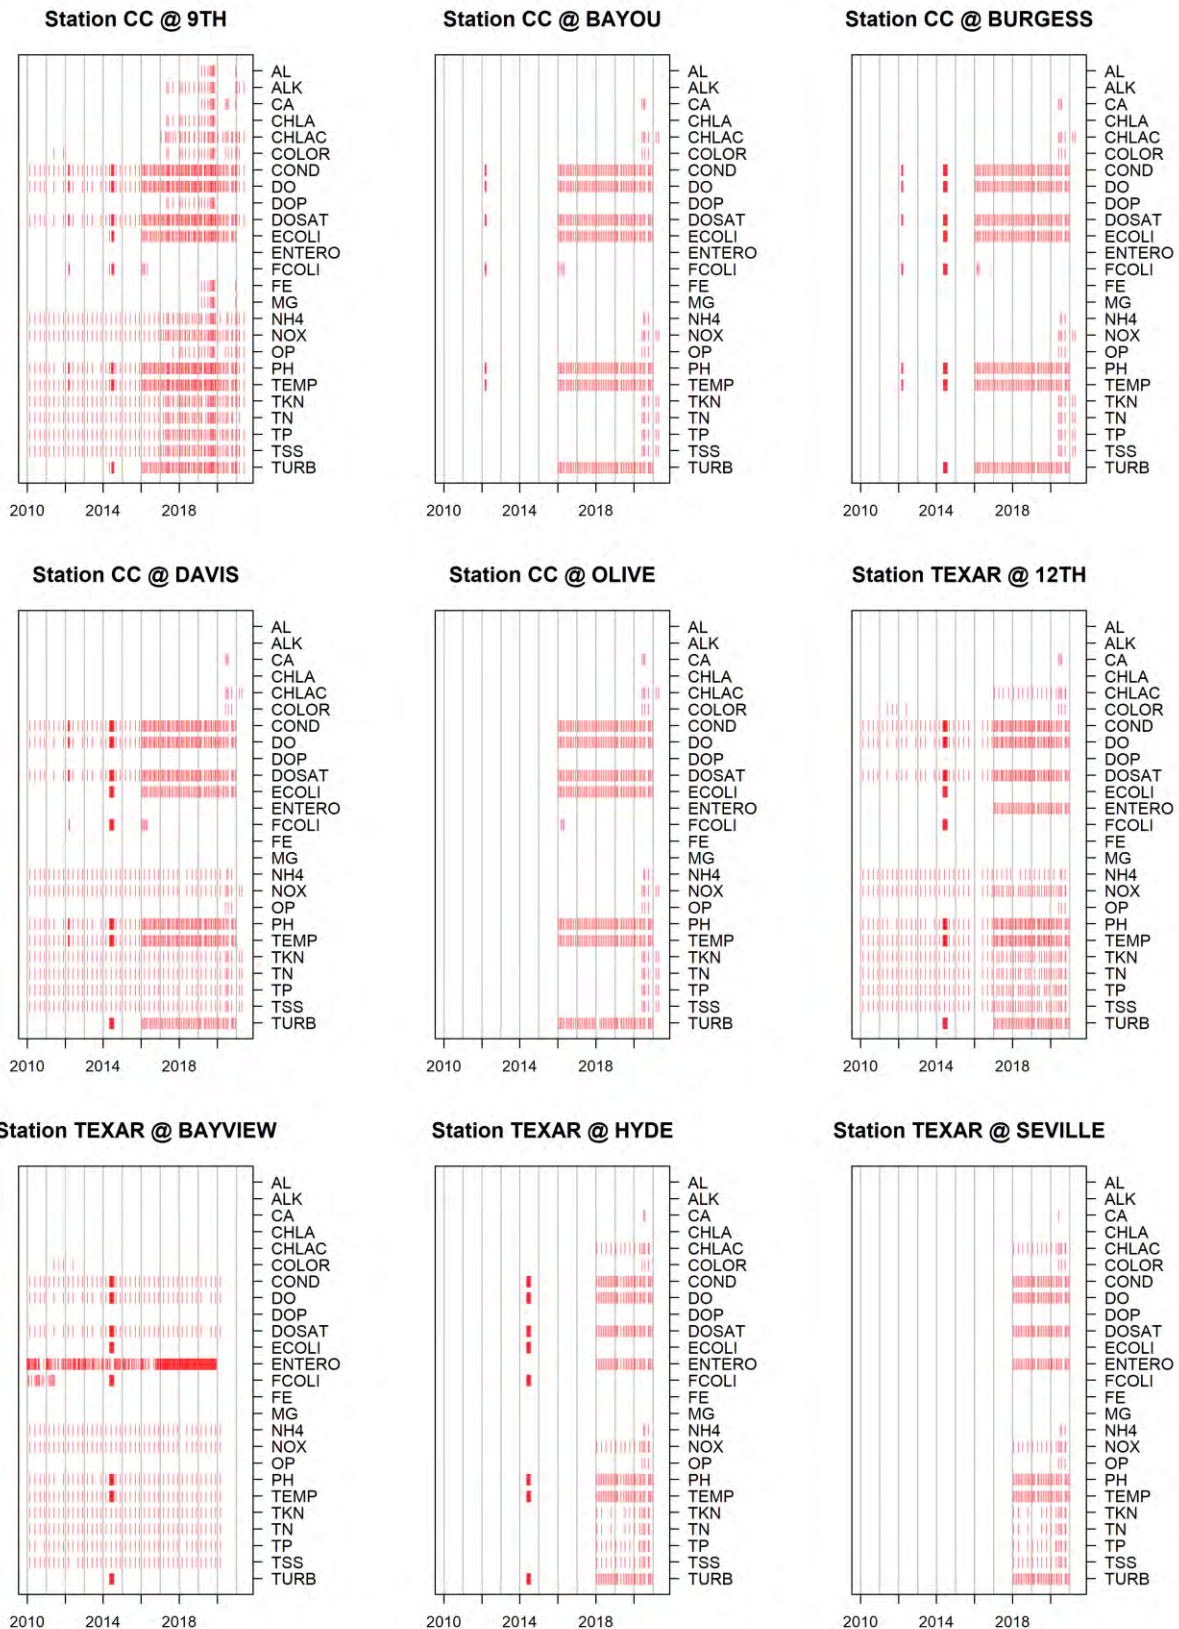 Station CC @ 9TH
AL
ALK
CA
CHLA
CHLAC
COLOR
COND
DO
DOP
DOSAT
ECOLI
ENTERO
FCOLI
FE
MG
NH4
NOX
OP
PH
TEMP
TKN
TN
TP
TSS
TURB
2010 2014 2018
Station CC @ BAYOU
AL
ALK
CA
CHLA
CHLAC
COLOR
COND
DO
DOP
DOSAT
ECOLI
ENTERO
FCOLI
FE
MG
NH4
NOX
OP
PH
TEMP
TKN
TN
TP
TSS
TURB
2010 2014 2018
Station CC @ BURGESS
AL
ALK
CA
CHLA
CHLAC
COLOR
COND
DO
DOP
DOSAT
ECOLI
ENTERO
FCOLI
FE
MG
NH4
NOX
OP
PH
TEMP
TKN
TN
TP
TSS
TURB
2010 2014 2018
Station CC @ DAVIS
AL
ALK
CA
CHLA
CHLAC
COLOR
COND
DO
DOP
DOSAT
ECOLI
ENTERO
FCOLI
FE
MG
NH4
NOX
OP
PH
TEMP
TKN
TN
TP
TSS
TURB
2010 2014 2018
Station CC @ OLIVE
AL
ALK
CA
CHLA
CHLAC
COLOR
COND
DO
DOP
DOSAT
ECOLI
ENTERO
FCOLI
FE
MG
NH4
NOX
OP
PH
TEMP
TKN
TN
TP
TSS
TURB
2010 2014 2018
Station TEXAR @ 12TH
AL
ALK
CA
CHLA
CHLAC
COLOR
COND
DO
DOP
DOSAT
ECOLI
ENTERO
FCOLI
FE
MG
NH4
NOX
OP
PH
TEMP
TKN
TN
TP
TSS
TURB
2010 2014 2018
Station TEXAR @ BAYVIEW
AL
ALK
CA
CHLA
CHLAC
COLOR
COND
DO
DOP
DOSAT
ECOLI
ENTERO
FCOLI
FE
MG
NH4
NOX
OP
PH
TEMP
TKN
TN
TP
TSS
TURB
2010 2014 2018
Station TEXAR @ HYDE
AL
ALK
CA
CHLA
CHLAC
COLOR
COND
DO
DOP
DOSAT
ECOLI
ENTERO
FCOLI
FE
MG
NH4
NOX
OP
PH
TEMP
TKN
TN
TP
TSS
TURB
2010 2014 2018
Station TEXAR @ SEVILLE
AL
ALK
CA
CHLA
CHLAC
COLOR
COND
DO
DOP
DOSAT
ECOLI
ENTERO
FCOLI
FE
MG
NH4
NOX
OP
PH
TEMP
TKN
TN
TP
TSS
TURB
2010 2014 2018